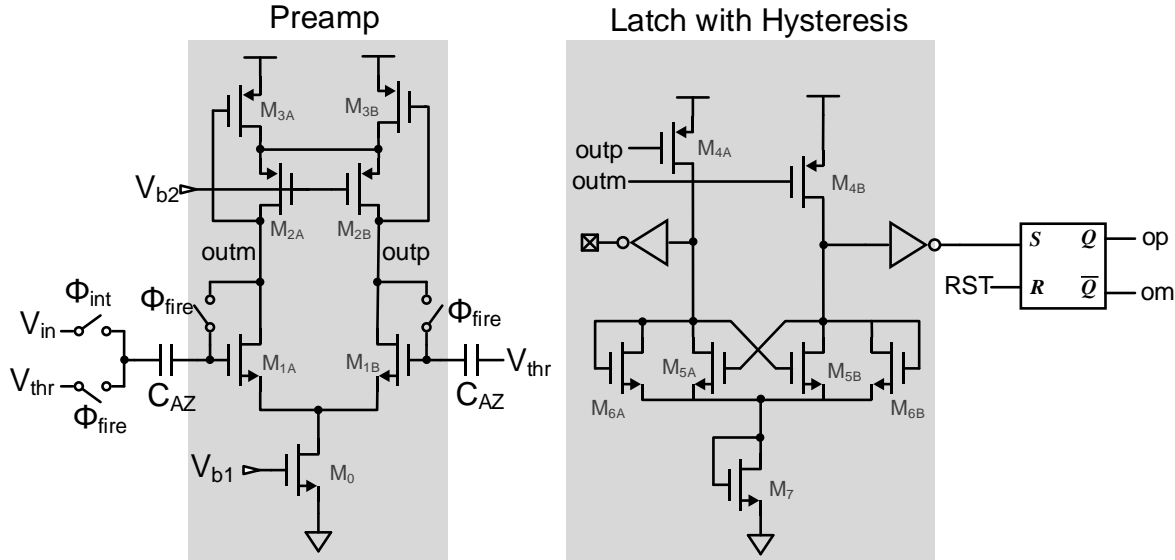 Preamp
Latch with Hysteresis
M3A
M3B
outp
M4A
Vb2
outm
M4B
M2A
M2B
outm
outp
S
Q
op
Φint
Φfire
Φfire
RST
R
Q̅
om
Vin
M1A
M1B
Vthr
M5A
M5B
Vthr
CAZ
CAZ
M6A
M6B
Φfire
Vb1
M0
M7